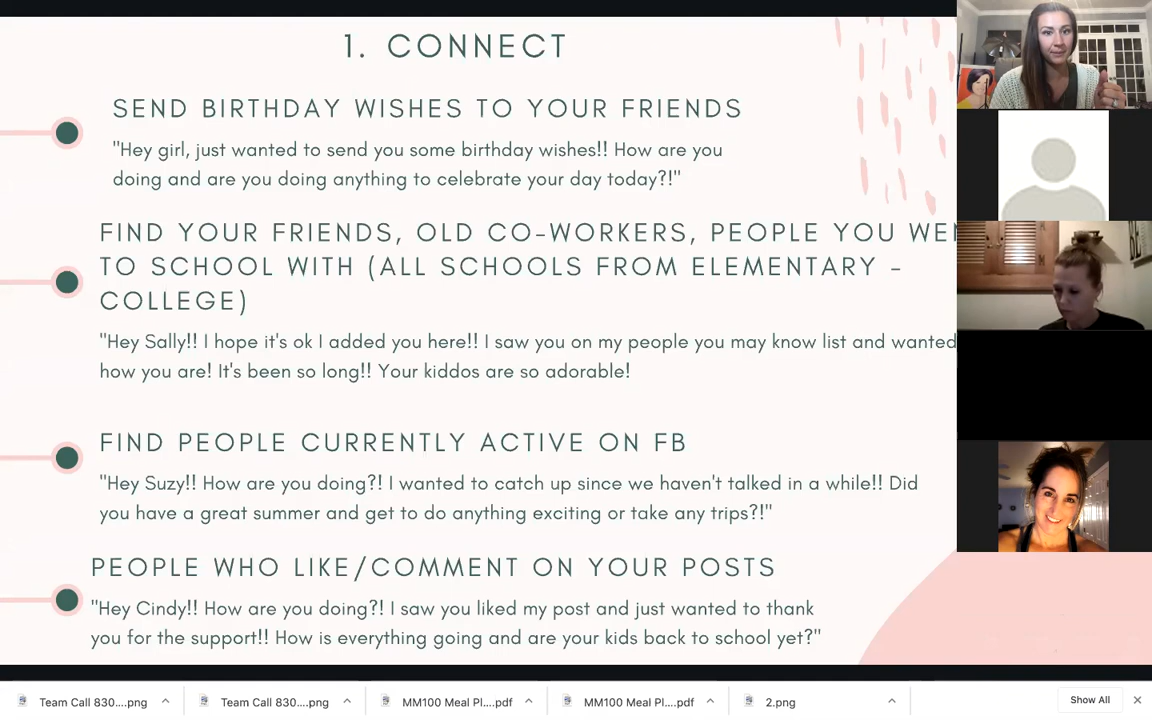 1. CONNECT
SEND BIRTHDAY WISHES TO YOUR FRIENDS
"Hey girl, just wanted to send you some birthday wishes!! How are you
doing and are you doing anything to celebrate your day today?!"
FIND YOUR FRIENDS, OLD CO-WORKERS, PEOPLE YOU
TO SCHOOL WITH (ALL SCHOOLS FROM ELEMENTARY -
COLLEGE)
"Hey Sally!! I hope it's ok I added you here!! I saw you on my people you may know list and wanted
how you are! It's been so long!! Your kiddos are so adorable!
FIND PEOPLE CURRENTLY ACTIVE ON FB
"Hey Suzy!! How are you doing?! I wanted to catch up since we haven't talked in a while!! Did
you have a great summer and get to do anything exciting or take any trips?!"
PEOPLE WHO LIKE/COMMENT ON YOUR POSTS
"Hey Cindy!! How are you doing?! I saw you liked my post and just wanted to thank
you for the support!! How is everything going and are your kids back to school yet?"
Team Call 830....png
Team Call 830....png
MM100 Meal Pl....pdf
MM100 Meal Pl....pdf
2.png
Show All